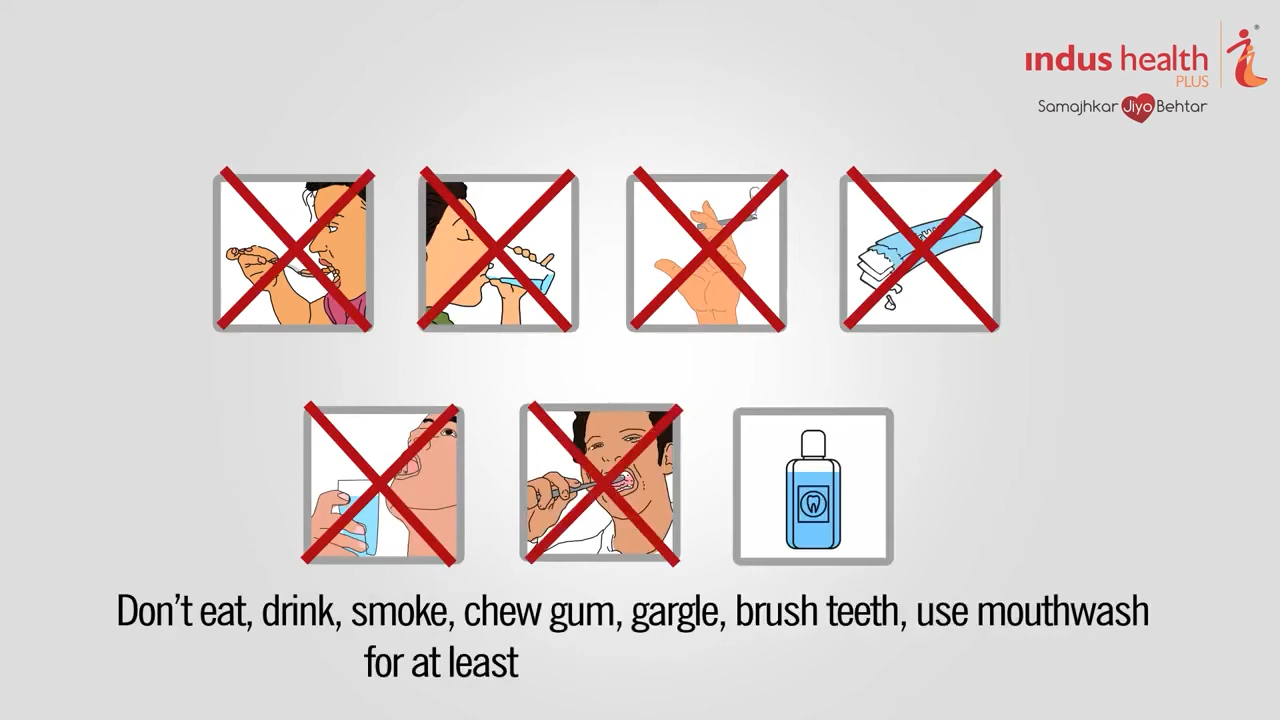 indus health
PLUS
Samajhkar Jiyo Behtar
Don't eat, drink, smoke, chew gum, gargle, brush teeth, use mouthwash
for at least